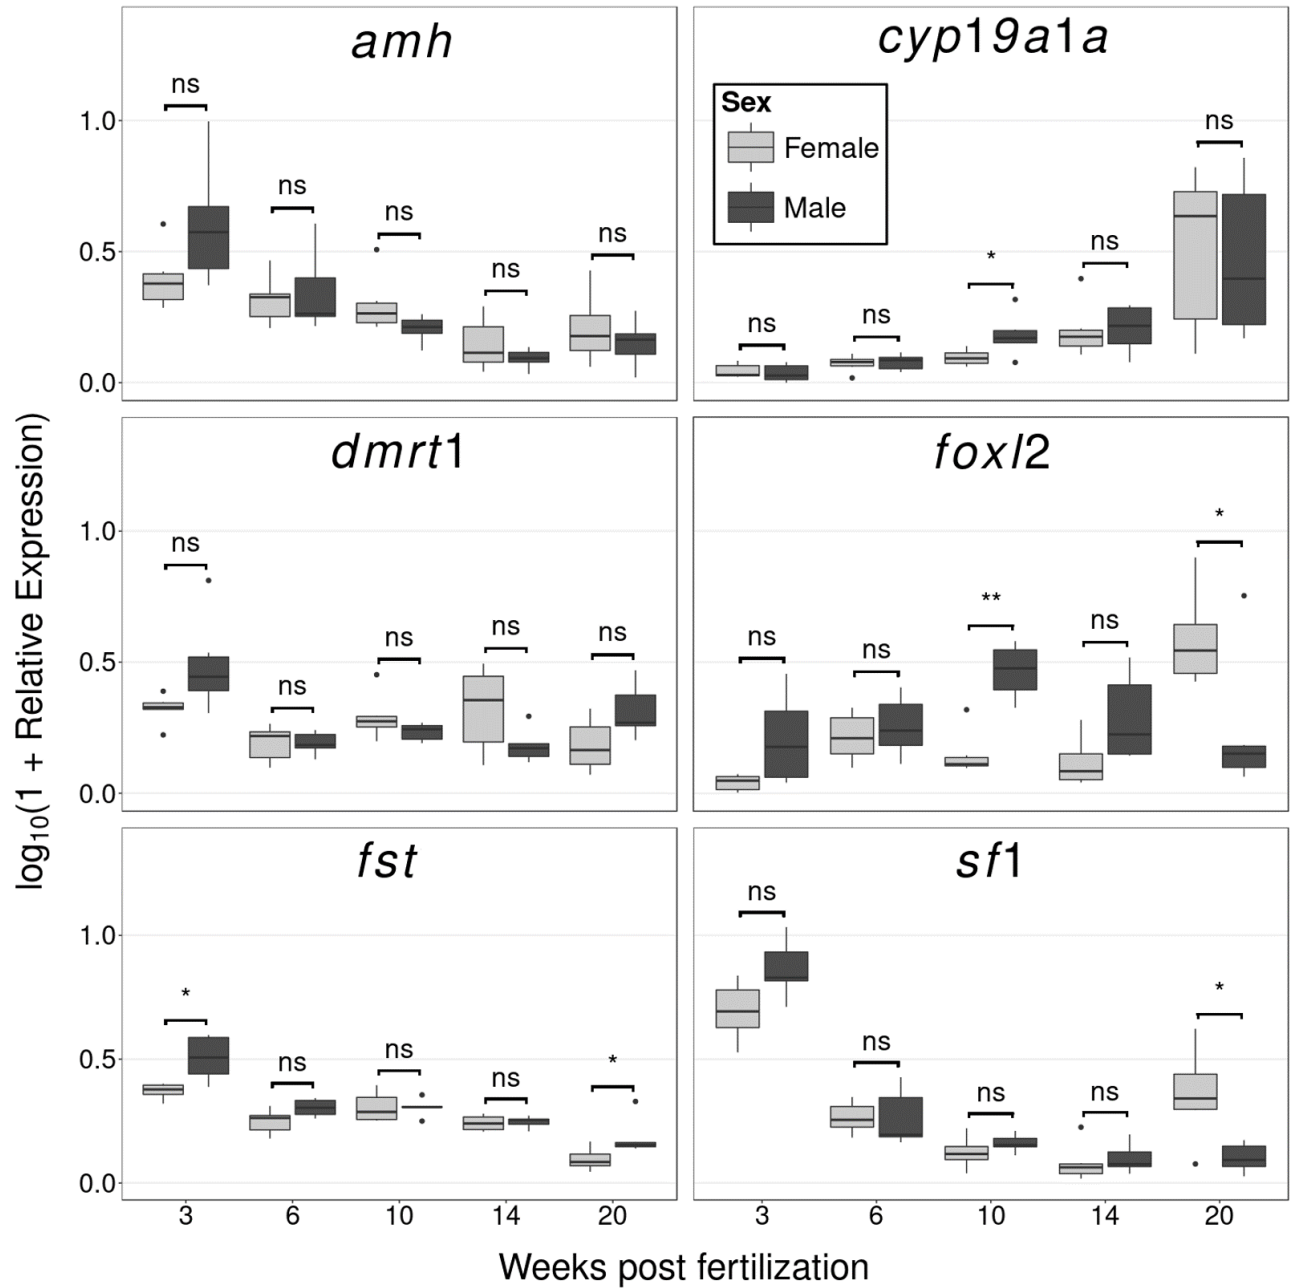 amh
ns
1.0
ns
ns
0.5
ns
ns
0.0
cyp19a1a
Sex
Female
Male
ns
ns
*
ns
ns
log10(1 + Relative Expression)
dmrt1
1.0
ns
ns
ns
ns
ns
0.5
0.0
foxl2
ns
ns
**
ns
*
fst
1.0
*
ns
ns
ns
*
0.5
0.0
3 6 10 14 20
sf1
ns
ns
ns
ns
*
3 6 10 14 20
Weeks post fertilization